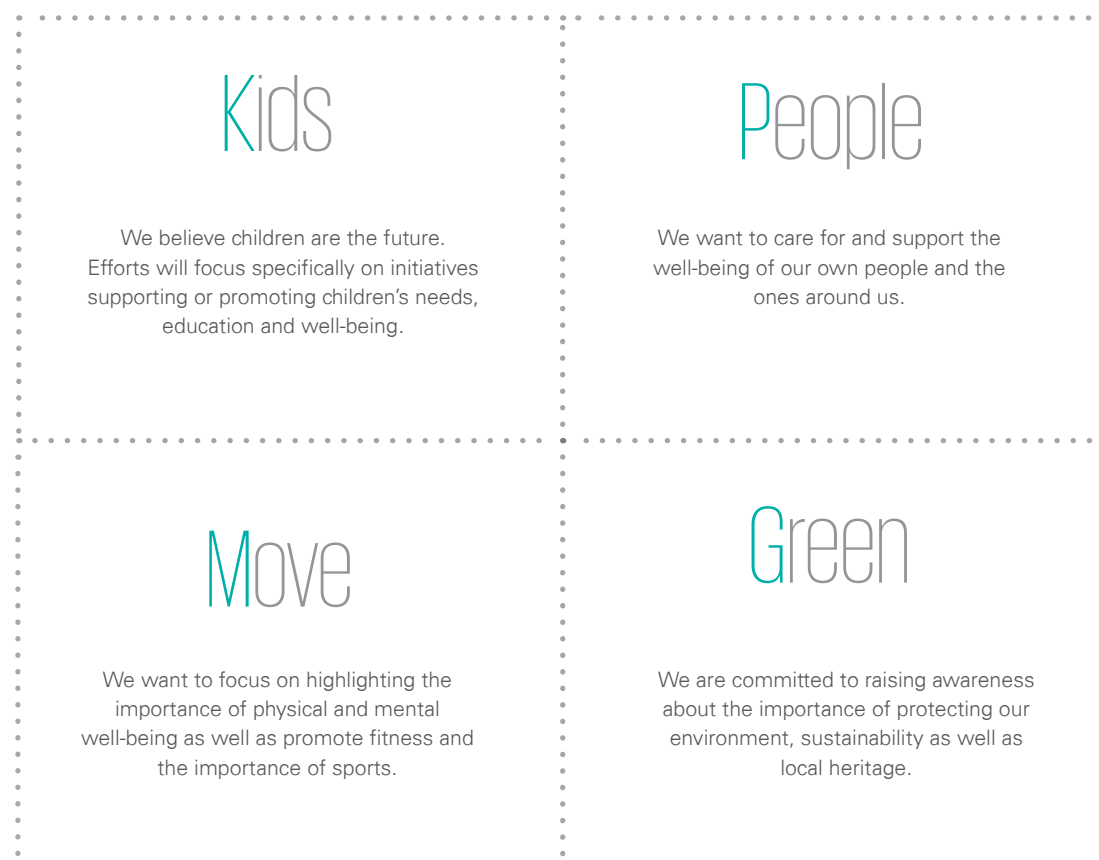 Kids
We believe children are the future.
Efforts will focus specifically on initiatives
supporting or promoting children's needs,
education and well-being.
People
We want to care for and support the
well-being of our own people and the
ones around us.
Move
We want to focus on highlighting the
importance of physical and mental
well-being as well as promote fitness and
the importance of sports.
Green
We are committed to raising awareness
about the importance of protecting our
environment, sustainability as well as
local heritage.